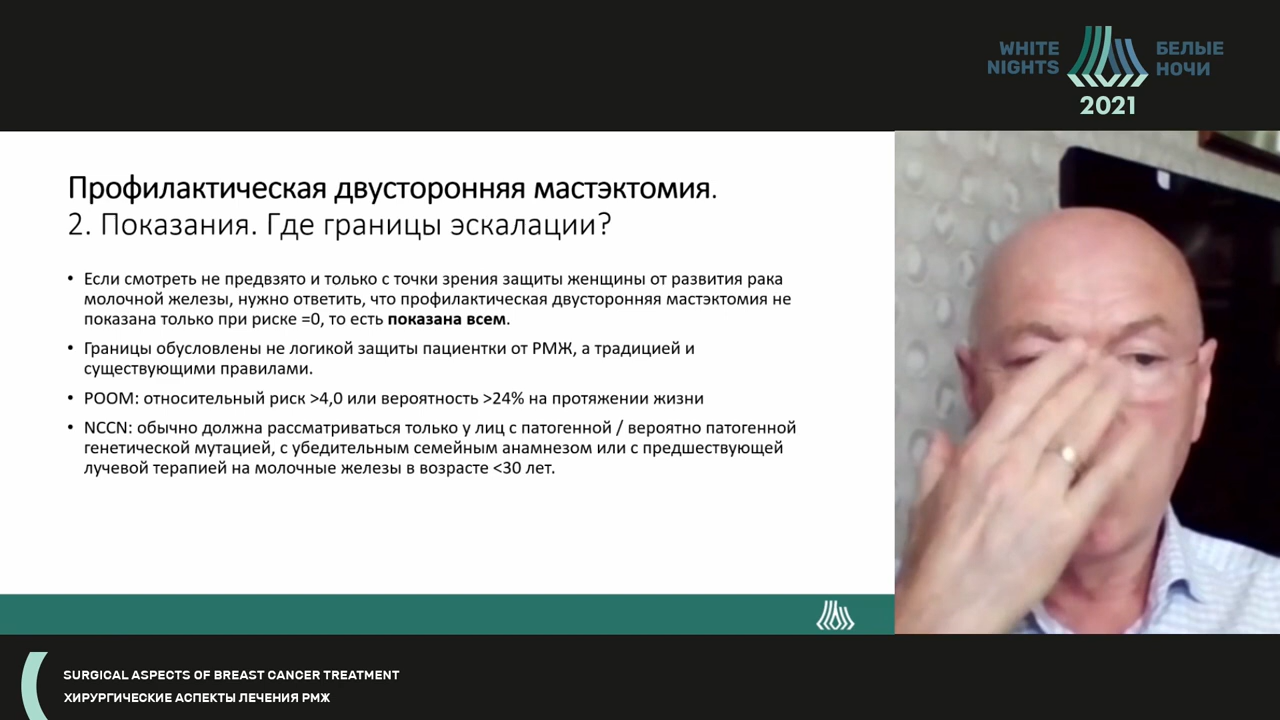 WHITE
NIGHTS
БЕЛЫЕ
НОЧИ
2021
Профилактическая двусторонняя мастэктомия.
2. Показания. Где границы эскалации?
• Если смотреть не предвзято и только с точки зрения защиты женщины от развития рака
молочной железы, нужно ответить, что профилактическая двусторонняя мастэктомия не
показана только при риске =0, то есть показана всем.
• Границы обусловлены не логикой защиты пациентки от РМЖ, а традицией и
существующими правилами.
• РООМ: относительный риск >4,0 или вероятность >24% на протяжении жизни
• NCCN: обычно должна рассматриваться только у лиц с патогенной / вероятно патогенной
генетической мутацией, с убедительным семейным анамнезом или с предшествующей
лучевой терапией на молочные железы в возрасте <30 лет.
SURGICAL ASPECTS OF BREAST CANCER TREATMENT
ХИРУРГИЧЕСКИЕ АСПЕКТЫ ЛЕЧЕНИЯ РМЖ